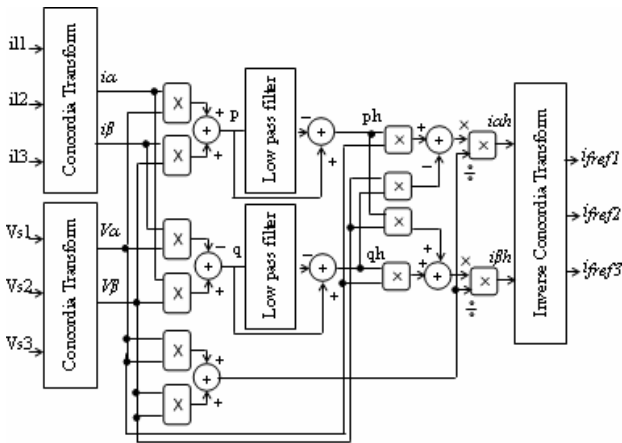 il1
il2
il3
Concordia Transform
iα
iβ
×
×
+
+
+
p
Low pass filter
−
+
+
ph
×
+
+
−
×
÷
×
iαh
Vs1
Vs2
Vs3
Concordia Transform
Vα
Vβ
×
×
−
+
+
q
Low pass filter
−
+
+
qh
×
×
×
+
+
+
×
÷
×
iβh
×
×
+
+
+
Inverse Concordia Transform
ifref1
ifref2
ifref3